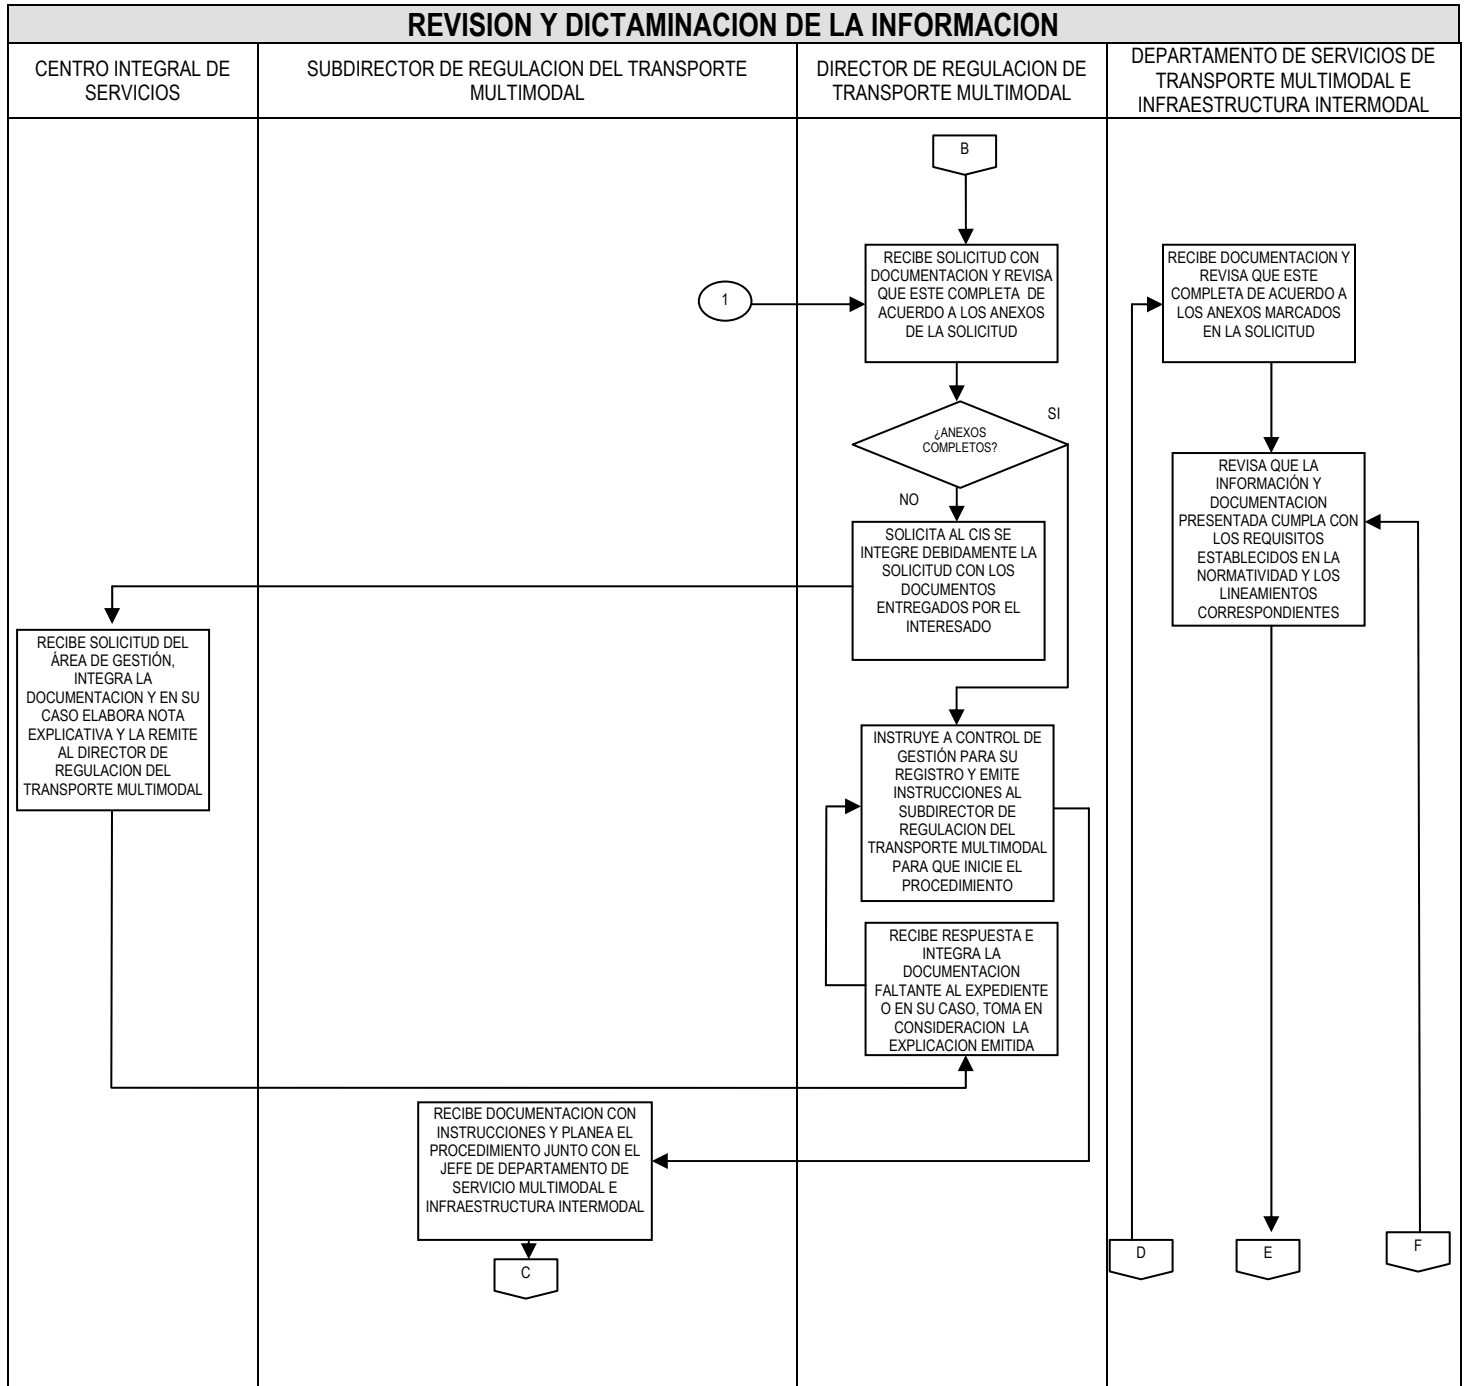 REVISION Y DICTAMINACION DE LA INFORMACION
CENTRO INTEGRAL DE
SERVICIOS
SUBDIRECTOR DE REGULACION DEL TRANSPORTE
MULTIMODAL
DIRECTOR DE REGULACION DE
TRANSPORTE MULTIMODAL
DEPARTAMENTO DE SERVICIOS DE
TRANSPORTE MULTIMODAL E
INFRAESTRUCTURA INTERMODAL
B
RECIBE SOLICITUD CON
DOCUMENTACION Y REVISA
QUE ESTE COMPLETA DE
ACUERDO A LOS ANEXOS
DE LA SOLICITUD
1
RECIBE DOCUMENTACION Y
REVISA QUE ESTE
COMPLETA DE ACUERDO A
LOS ANEXOS MARCADOS
EN LA SOLICITUD
¿ANEXOS
COMPLETOS?
SI
NO
REVISA QUE LA
INFORMACIÓN Y
DOCUMENTACION
PRESENTADA CUMPLA CON
LOS REQUISITOS
ESTABLECIDOS EN LA
NORMATIVIDAD Y LOS
LINEAMIENTOS
CORRESPONDIENTES
SOLICITA AL CIS SE
INTEGRE DEBIDAMENTE LA
SOLICITUD CON LOS
DOCUMENTOS
ENTREGADOS POR EL
INTERESADO
RECIBE SOLICITUD DEL
ÁREA DE GESTIÓN,
INTEGRA LA
DOCUMENTACION Y EN SU
CASO ELABORA NOTA
EXPLICATIVA Y LA REMITE
AL DIRECTOR DE
REGULACION DEL
TRANSPORTE MULTIMODAL
INSTRUYE A CONTROL DE
GESTIÓN PARA SU
REGISTRO Y EMITE
INSTRUCCIONES AL
SUBDIRECTOR DE
REGULACION DEL
TRANSPORTE MULTIMODAL
PARA QUE INICIE EL
PROCEDIMIENTO
RECIBE RESPUESTA E
INTEGRA LA
DOCUMENTACION
FALTANTE AL EXPEDIENTE
O EN SU CASO, TOMA EN
CONSIDERACION LA
EXPLICACION EMITIDA
RECIBE DOCUMENTACION CON
INSTRUCCIONES Y PLANEA EL
PROCEDIMIENTO JUNTO CON EL
JEFE DE DEPARTAMENTO DE
SERVICIO MULTIMODAL E
INFRAESTRUCTURA INTERMODAL
C
D
E
F